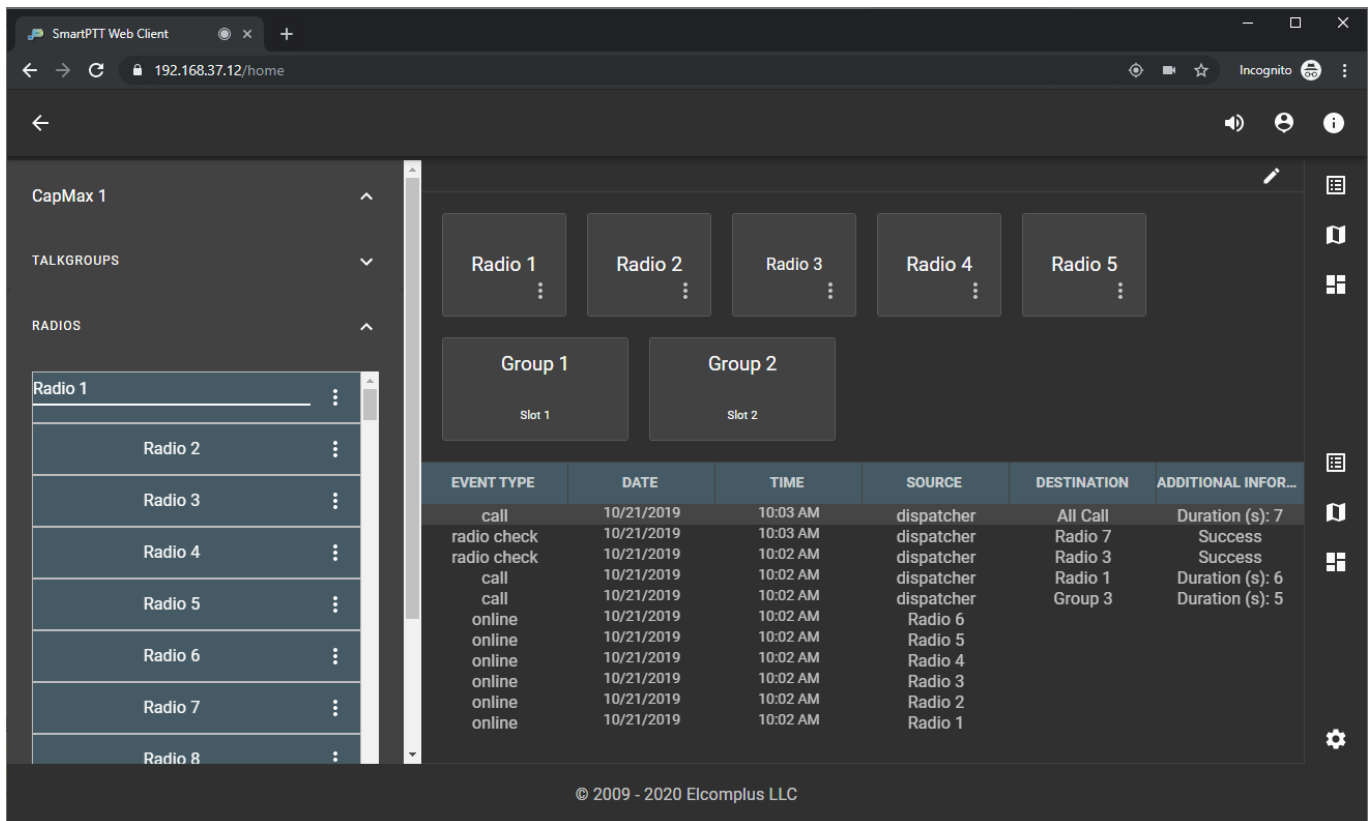 SmartPTT Web Client
192.168.37.12/home
Incognito
CapMax 1
TALKGROUPS
RADIOS
Radio 1
Radio 2
Radio 3
Radio 4
Radio 5
Radio 6
Radio 7
Radio 8
Radio 1 Radio 2 Radio 3 Radio 4 Radio 5
Group 1 Group 2
Slot 1 Slot 2
EVENT TYPE DATE TIME SOURCE DESTINATION ADDITIONAL INFOR...
call 10/21/2019 10:03 AM dispatcher All Call Duration (s): 7
radio check 10/21/2019 10:03 AM dispatcher Radio 7 Success
radio check 10/21/2019 10:02 AM dispatcher Radio 3 Success
call 10/21/2019 10:02 AM dispatcher Radio 1 Duration (s): 6
call 10/21/2019 10:02 AM dispatcher Group 3 Duration (s): 5
online 10/21/2019 10:02 AM Radio 6
online 10/21/2019 10:02 AM Radio 5
online 10/21/2019 10:02 AM Radio 4
online 10/21/2019 10:02 AM Radio 3
online 10/21/2019 10:02 AM Radio 2
online 10/21/2019 10:02 AM Radio 1
© 2009 - 2020 Elcomplus LLC